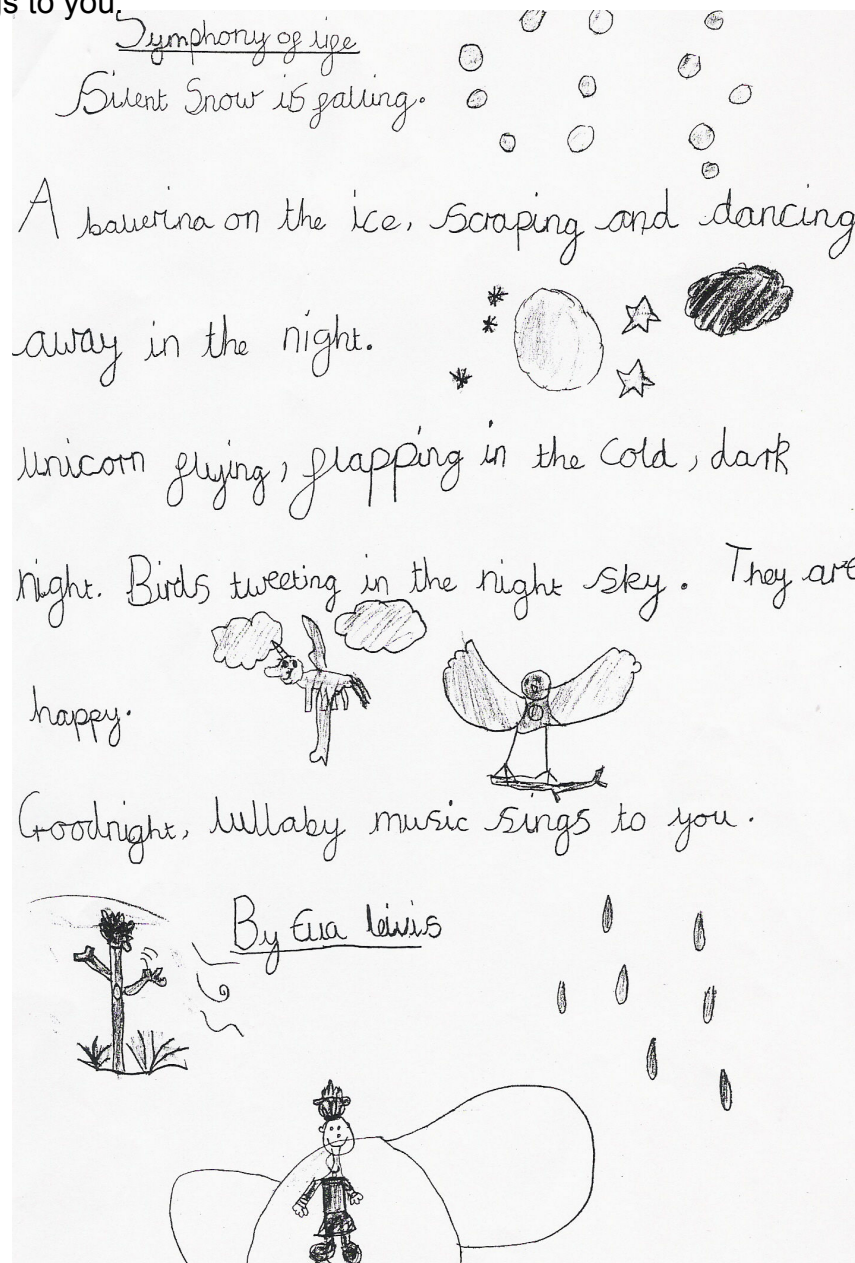 s to you.
Symphony of life
Silent Snow is falling.
A ballerina on the ice, scraping and dancing
away in the night.
Unicorn flying, flapping in the cold, dark
night. Birds tweeting in the night sky. They are
happy.
Goodnight, lullaby music sings to you.
By Eva Lewis